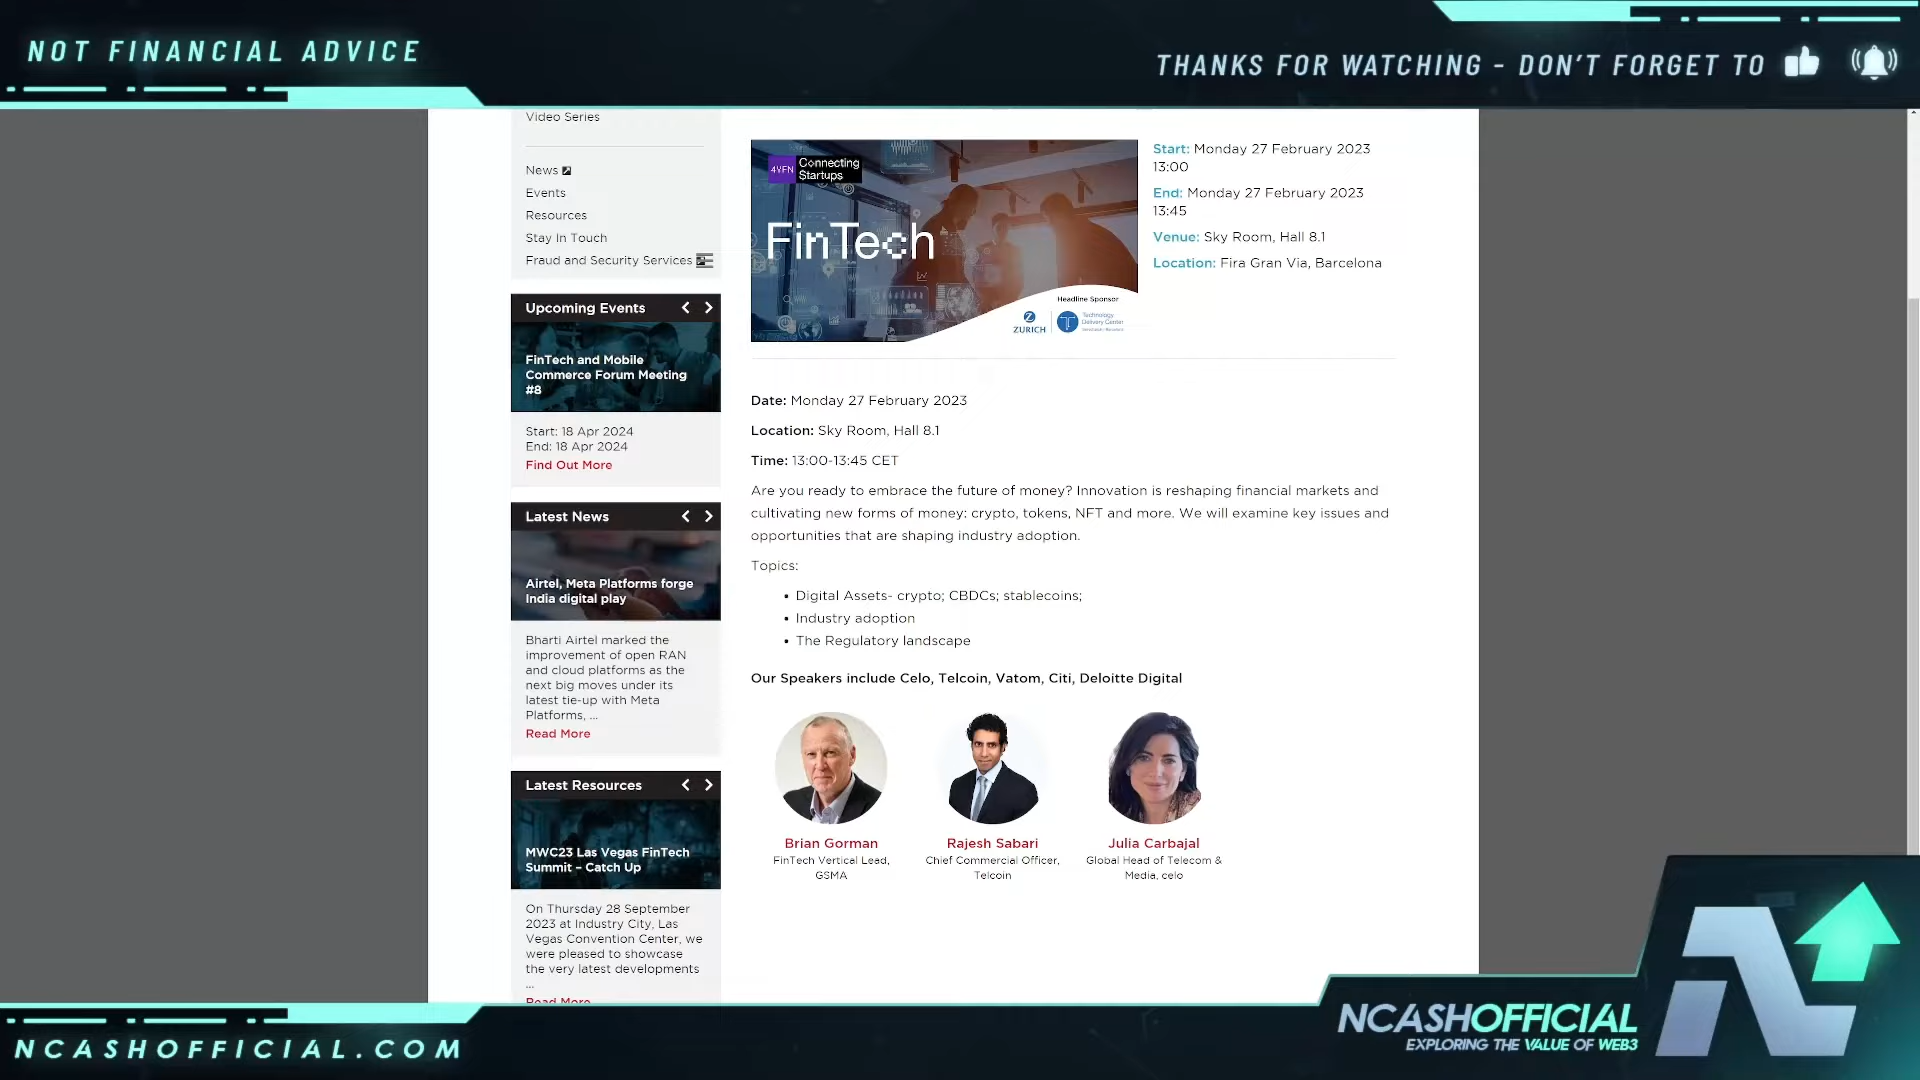 NOT FINANCIAL ADVICE
THANKS FOR WATCHING - DON'T FORGET TO
Video Series
News
Events
Resources
Stay In Touch
Fraud and Security Services
Upcoming Events
FinTech and Mobile
Commerce Forum Meeting
#8
Start: 18 Apr 2024
End: 18 Apr 2024
Find Out More
Latest News
Airtel, Meta Platforms forge
India digital play
Bharti Airtel marked the
improvement of open RAN
and cloud platforms as the
next big moves under its
latest tie-up with Meta
Platforms, ...
Read More
Latest Resources
MWC23 Las Vegas FinTech
Summit – Catch Up
On Thursday 28 September
2023 at Industry City, Las
Vegas Convention Center, we
were pleased to showcase
the very latest developments
...
Read More
4YFN Connecting
Startups
FinTech
Headline Sponsor
ZURICH
Technology
Delivery Center
Start: Monday 27 February 2023
13:00
End: Monday 27 February 2023
13:45
Venue: Sky Room, Hall 8.1
Location: Fira Gran Via, Barcelona
Date: Monday 27 February 2023
Location: Sky Room, Hall 8.1
Time: 13:00-13:45 CET
Are you ready to embrace the future of money? Innovation is reshaping financial markets and
cultivating new forms of money: crypto, tokens, NFT and more. We will examine key issues and
opportunities that are shaping industry adoption.
Topics:
• Digital Assets- crypto; CBDCs; stablecoins;
• Industry adoption
• The Regulatory landscape
Our Speakers include Celo, Telcoin, Vatom, Citi, Deloitte Digital
Brian Gorman
FinTech Vertical Lead,
GSMA
Rajesh Sabari
Chief Commercial Officer,
Telcoin
Julia Carbajal
Global Head of Telecom &
Media, celo
NCASHOFFICIAL.COM
NCASHOFFICIAL
EXPLORING THE VALUE OF WEB3